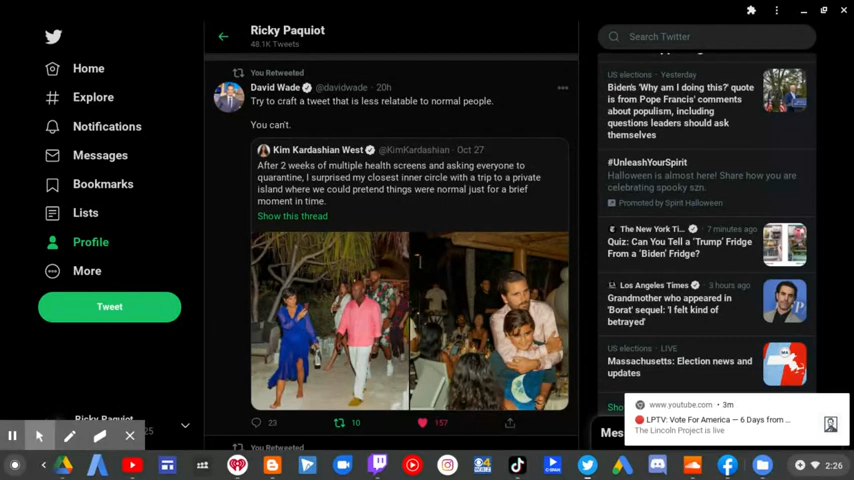 Ricky Paquiot
48.1K Tweets
Search Twitter
Home
Explore
Notifications
Messages
Bookmarks
Lists
Profile
More
Tweet
Ricky Paquiot
25
You Retweeted
David Wade @davidwade · 20h
Try to craft a tweet that is less relatable to normal people.
You can't.
Kim Kardashian West @KimKardashian · Oct 27
After 2 weeks of multiple health screens and asking everyone to
quarantine, I surprised my closest inner circle with a trip to a private
island where we could pretend things were normal just for a brief
moment in time.
Show this thread
23
10
157
You Retweeted
US elections · Yesterday
Biden's 'Why am I doing this?' quote
is from Pope Francis' comments
about populism, including
questions leaders should ask
themselves
#UnleashYourSpirit
Halloween is almost here! Share how you are
celebrating spooky szn.
Promoted by Spirit Halloween
The New York Ti... · 7 minutes ago
Quiz: Can You Tell a 'Trump' Fridge
From a 'Biden' Fridge?
Los Angeles Times · 3 hours ago
Grandmother who appeared in
'Borat' sequel: 'I felt kind of
betrayed'
US elections · LIVE
Massachusetts: Election news and
updates
Sho
Mes
www.youtube.com · 3m
LPTV: Vote For America — 6 Days from ...
The Lincoln Project is live
2:26